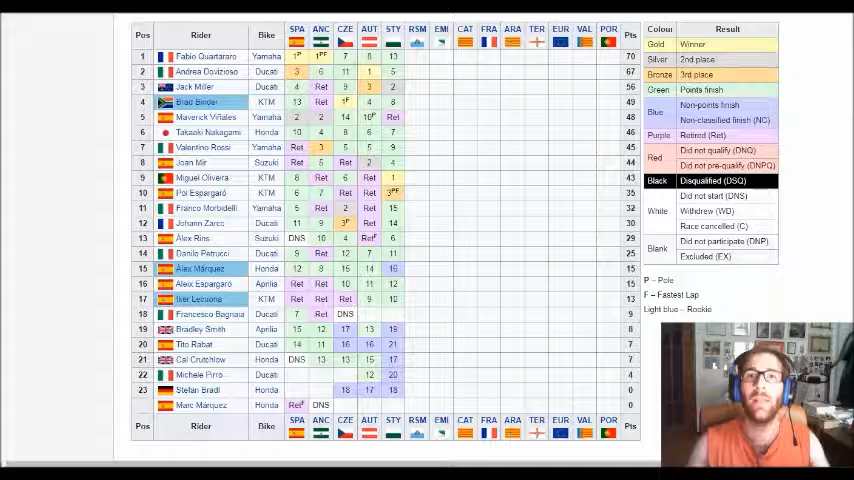 Pos Rider Bike SPA ANC CZE AUT STY RSM EMI CAT FRA ARA TER EUR VAL POR Pts
1 Fabio Quartararo Yamaha 1P 1PF 7 8 13 70
2 Andrea Dovizioso Ducati 3 6 11 1 5 67
3 Jack Miller Ducati 4 Ret 9 3 2 56
4 Brad Binder KTM 13 Ret 1F 4 8 49
5 Maverick Viñales Yamaha 2 2 14 10P Ret 48
6 Takaaki Nakagami Honda 10 4 8 6 7 46
7 Valentino Rossi Yamaha Ret 3 5 5 9 45
8 Joan Mir Suzuki Ret 5 Ret 2 4 44
9 Miguel Oliveira KTM 8 Ret 6 Ret 1 43
10 Pol Espargaró KTM 6 7 Ret Ret 3PF 35
11 Franco Morbidelli Yamaha 5 Ret 2 Ret 15 32
12 Johann Zarco Ducati 11 9 3P Ret 14 30
13 Álex Rins Suzuki DNS 10 4 RetF 6 29
14 Danilo Petrucci Ducati 9 Ret 12 7 11 25
15 Álex Márquez Honda 12 8 15 14 16 15
16 Aleix Espargaró Aprilia Ret Ret 10 11 12 15
17 Iker Lecuona KTM Ret Ret Ret 9 10 13
18 Francesco Bagnaia Ducati 7 Ret DNS 9
19 Bradley Smith Aprilia 15 12 17 13 19 8
20 Tito Rabat Ducati 14 11 16 16 21 7
21 Cal Crutchlow Honda DNS 13 13 15 17 7
22 Michele Pirro Ducati 12 20 4
23 Stefan Bradl Honda 18 17 18 0
Marc Márquez Honda RetF DNS 0
Pos Rider Bike SPA ANC CZE AUT STY RSM EMI CAT FRA ARA TER EUR VAL POR Pts
Colour Result
Gold Winner
Silver 2nd place
Bronze 3rd place
Green Points finish
Blue Non-points finish
Non-classified finish (NC)
Purple Retired (Ret)
Red Did not qualify (DNQ)
Did not pre-qualify (DNPQ)
Black Disqualified (DSQ)
White Did not start (DNS)
Withdrew (WD)
Race cancelled (C)
Blank Did not participate (DNP)
Excluded (EX)
P – Pole
F – Fastest Lap
Light blue – Rookie